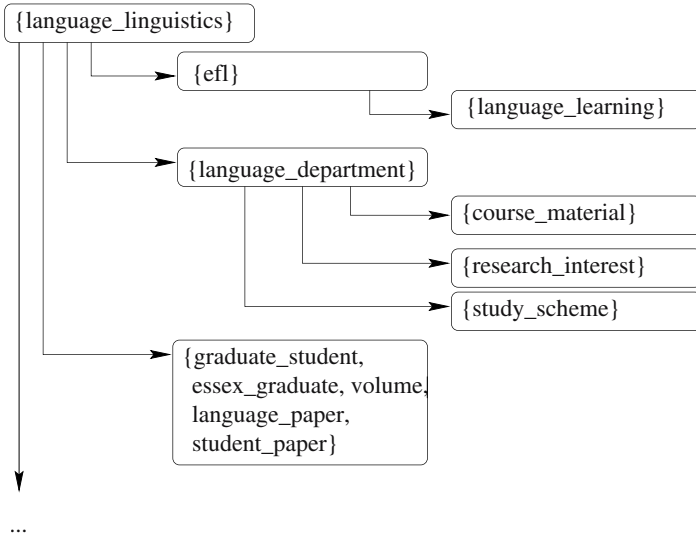 {language_linguistics}
{efl}
{language_learning}
{language_department}
{course_material}
{research_interest}
{study_scheme}
{graduate_student,
essex_graduate, volume,
language_paper,
student_paper}
...